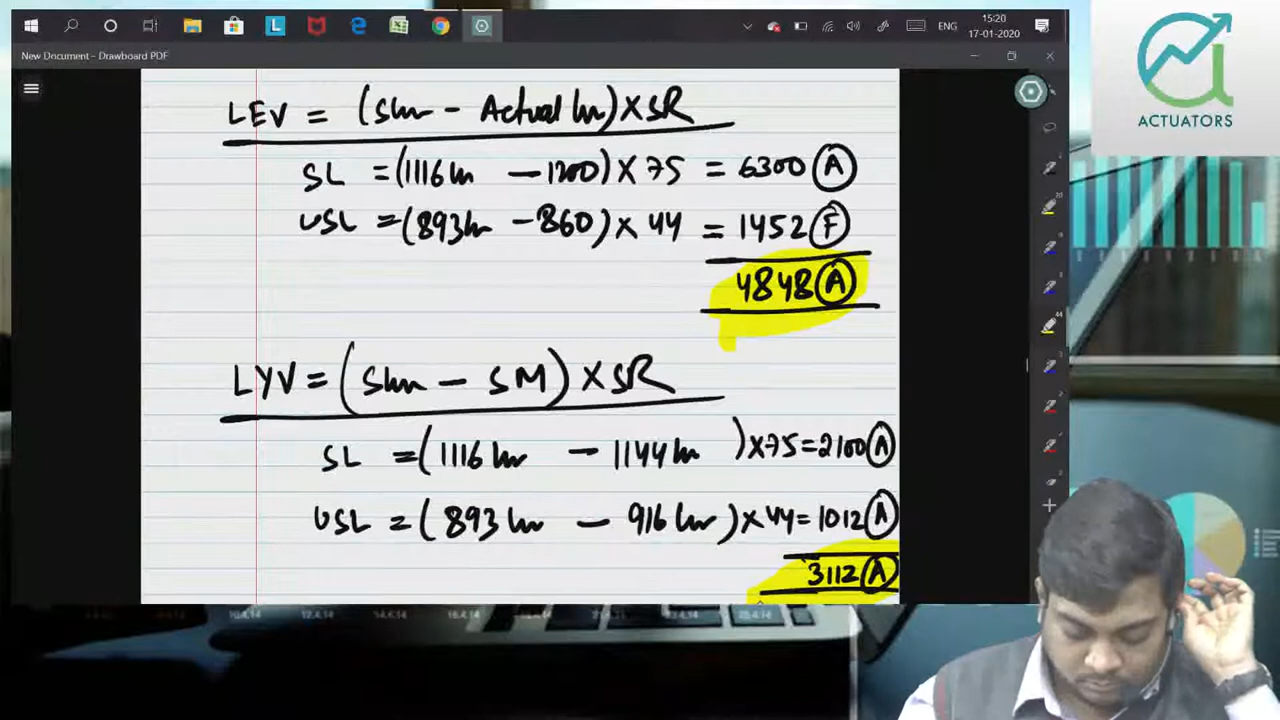 ENG
15:20
17-01-2020
New Document - Drawboard PDF
ACTUATORS
LEV = (SHr - Actual Hr) × SR
SL = (1116 Hr - 1200) × 75 = 6300 (A)
USL = (893 Hr - 860) × 44 = 1452 (F)
4848 (A)
LYV = (SHr - SM) × SR
SL = (1116 Hr - 1144 Hr) × 75 = 2100 (A)
USL = (893 Hr - 916 Hr) × 44 = 1012 (A)
3112 (A)